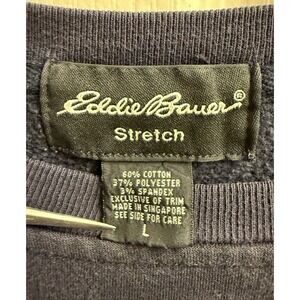 Eddie Bauer®
Stretch
60% COTTON
37% POLYESTER
3% SPANDEX
EXCLUSIVE OF TRIM
MADE IN SINGAPORE
SEE SIDE FOR CARE
L